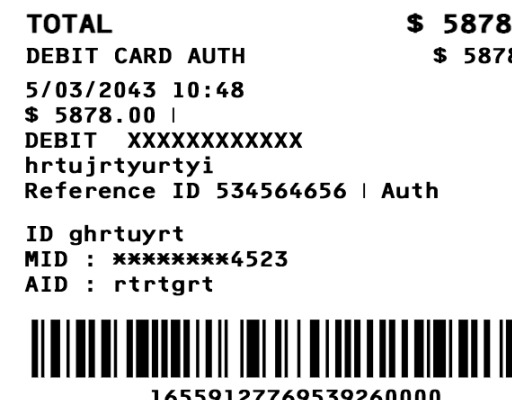 TOTAL $ 5878
DEBIT CARD AUTH $ 5878
5/03/2043 10:48
$ 5878.00 |
DEBIT XXXXXXXXXXXX
hrtujrtyurtyi
Reference ID 534564656 | Auth
ID ghrtuyrt
MID : ********4523
AID : rtrtgrt
16559127769539260000